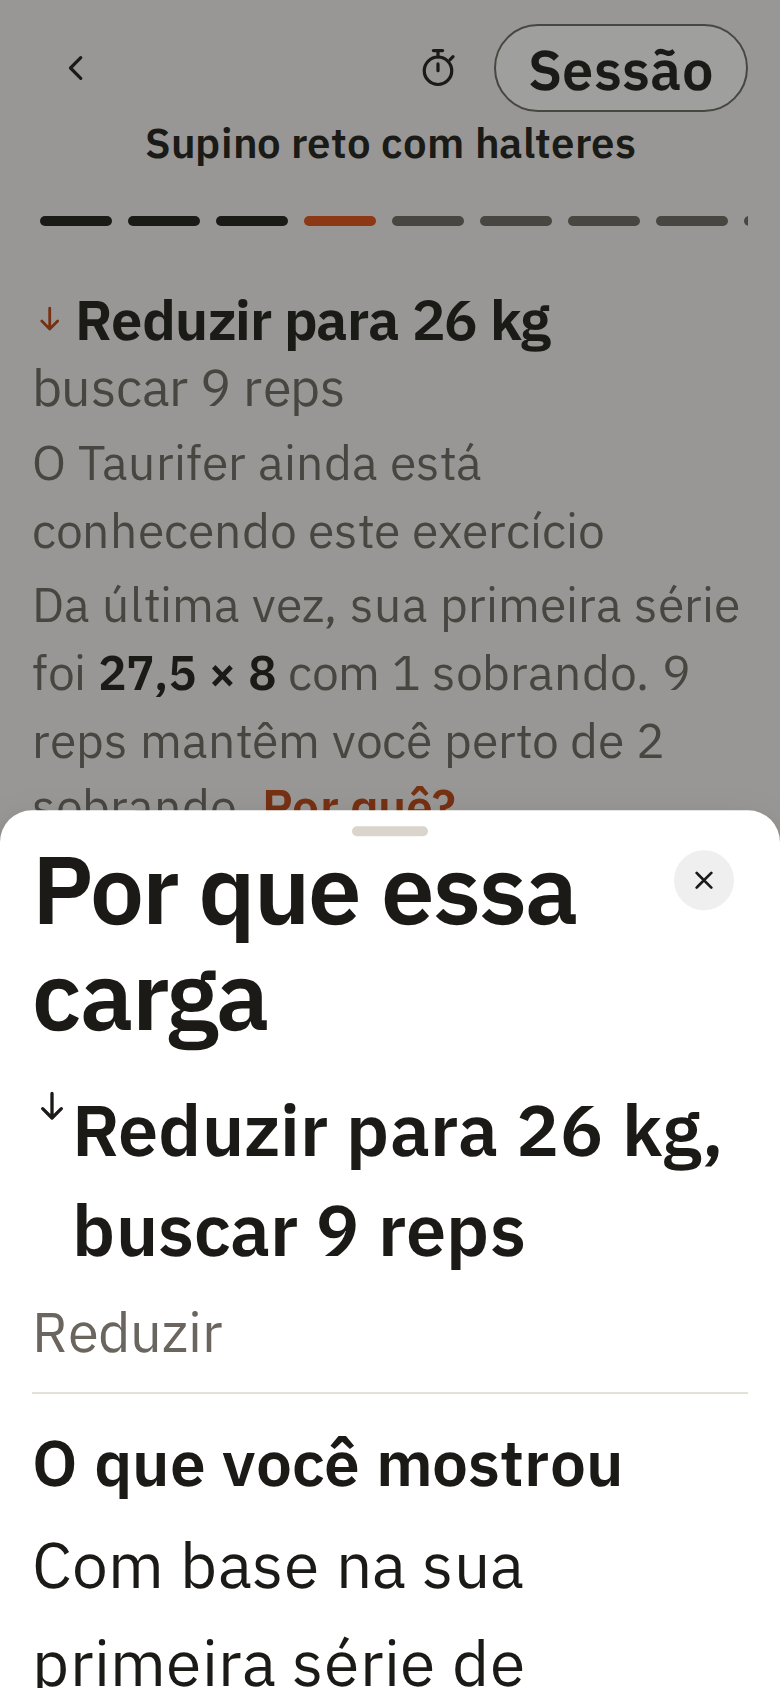 Sessão
Supino reto com halteres
Reduzir para 26 kg
buscar 9 reps
O Taurifer ainda está
conhecendo este exercício
Da última vez, sua primeira série
foi 27,5 × 8 com 1 sobrando. 9
reps mantêm você perto de 2
sobrando. Por quê?
Por que essa
carga
Reduzir para 26 kg,
buscar 9 reps
Reduzir
O que você mostrou
Com base na sua
primeira série de